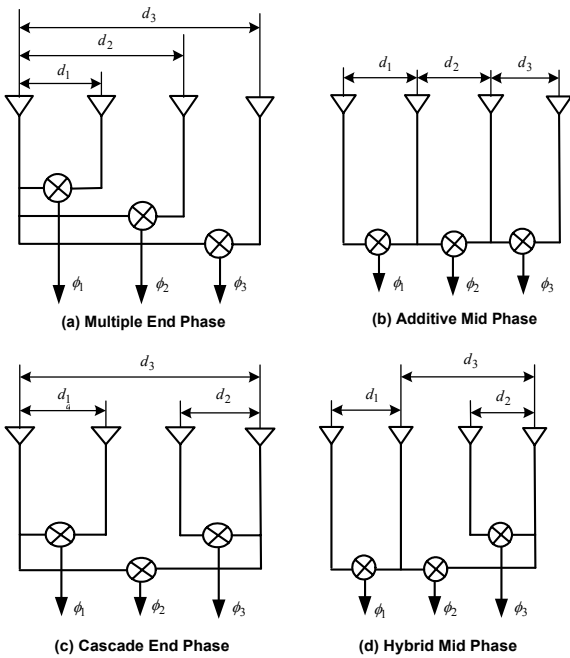 d3
d2
d1
ϕ1
ϕ2
ϕ3
(a) Multiple End Phase
d1
d2
d3
ϕ1
ϕ2
ϕ3
(b) Additive Mid Phase
d3
d1
d2
ϕ1
ϕ2
ϕ3
(c) Cascade End Phase
d3
d1
d2
ϕ1
ϕ2
ϕ3
(d) Hybrid Mid Phase